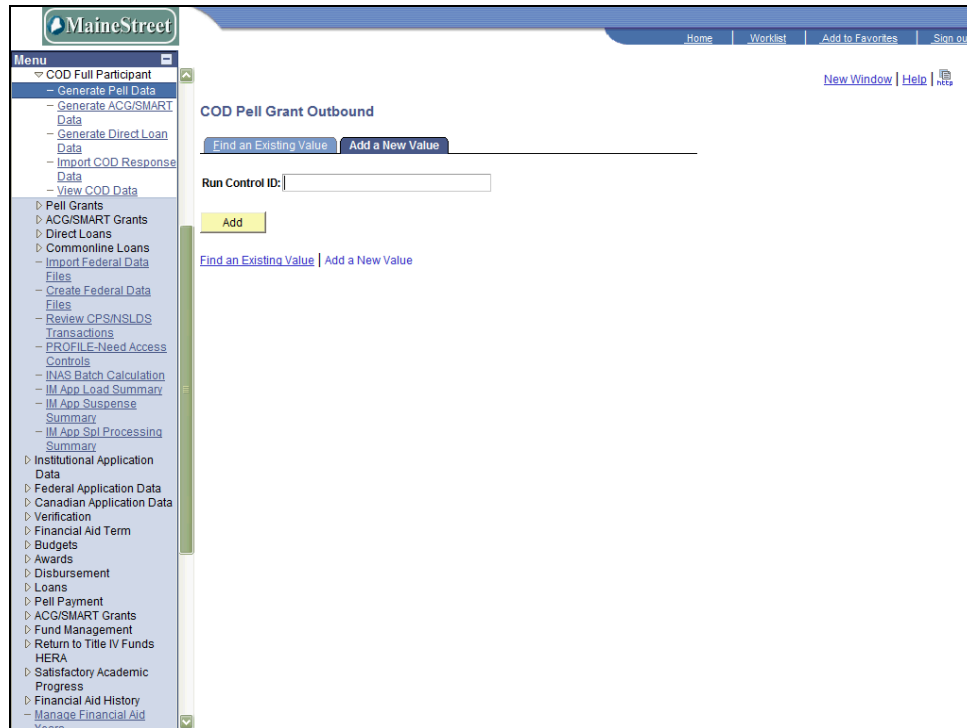 MaineStreet
Home
Worklist
Add to Favorites
Sign ou
Menu
COD Full Participant
Generate Pell Data
Generate ACG/SMART
Data
Generate Direct Loan
Data
Import COD Response
Data
View COD Data
Pell Grants
ACG/SMART Grants
Direct Loans
Commonline Loans
Import Federal Data
Files
Create Federal Data
Files
Review CPS/NSLDS
Transactions
PROFILE-Need Access
Controls
INAS Batch Calculation
IM App Load Summary
IM App Suspense
Summary
IM App Spl Processing
Summary
Institutional Application
Data
Federal Application Data
Canadian Application Data
Verification
Financial Aid Term
Budgets
Awards
Disbursement
Loans
Pell Payment
ACG/SMART Grants
Fund Management
Return to Title IV Funds
HERA
Satisfactory Academic
Progress
Financial Aid History
Manage Financial Aid
Years
New Window | Help | http
COD Pell Grant Outbound
Find an Existing Value
Add a New Value
Run Control ID:
Add
Find an Existing Value | Add a New Value